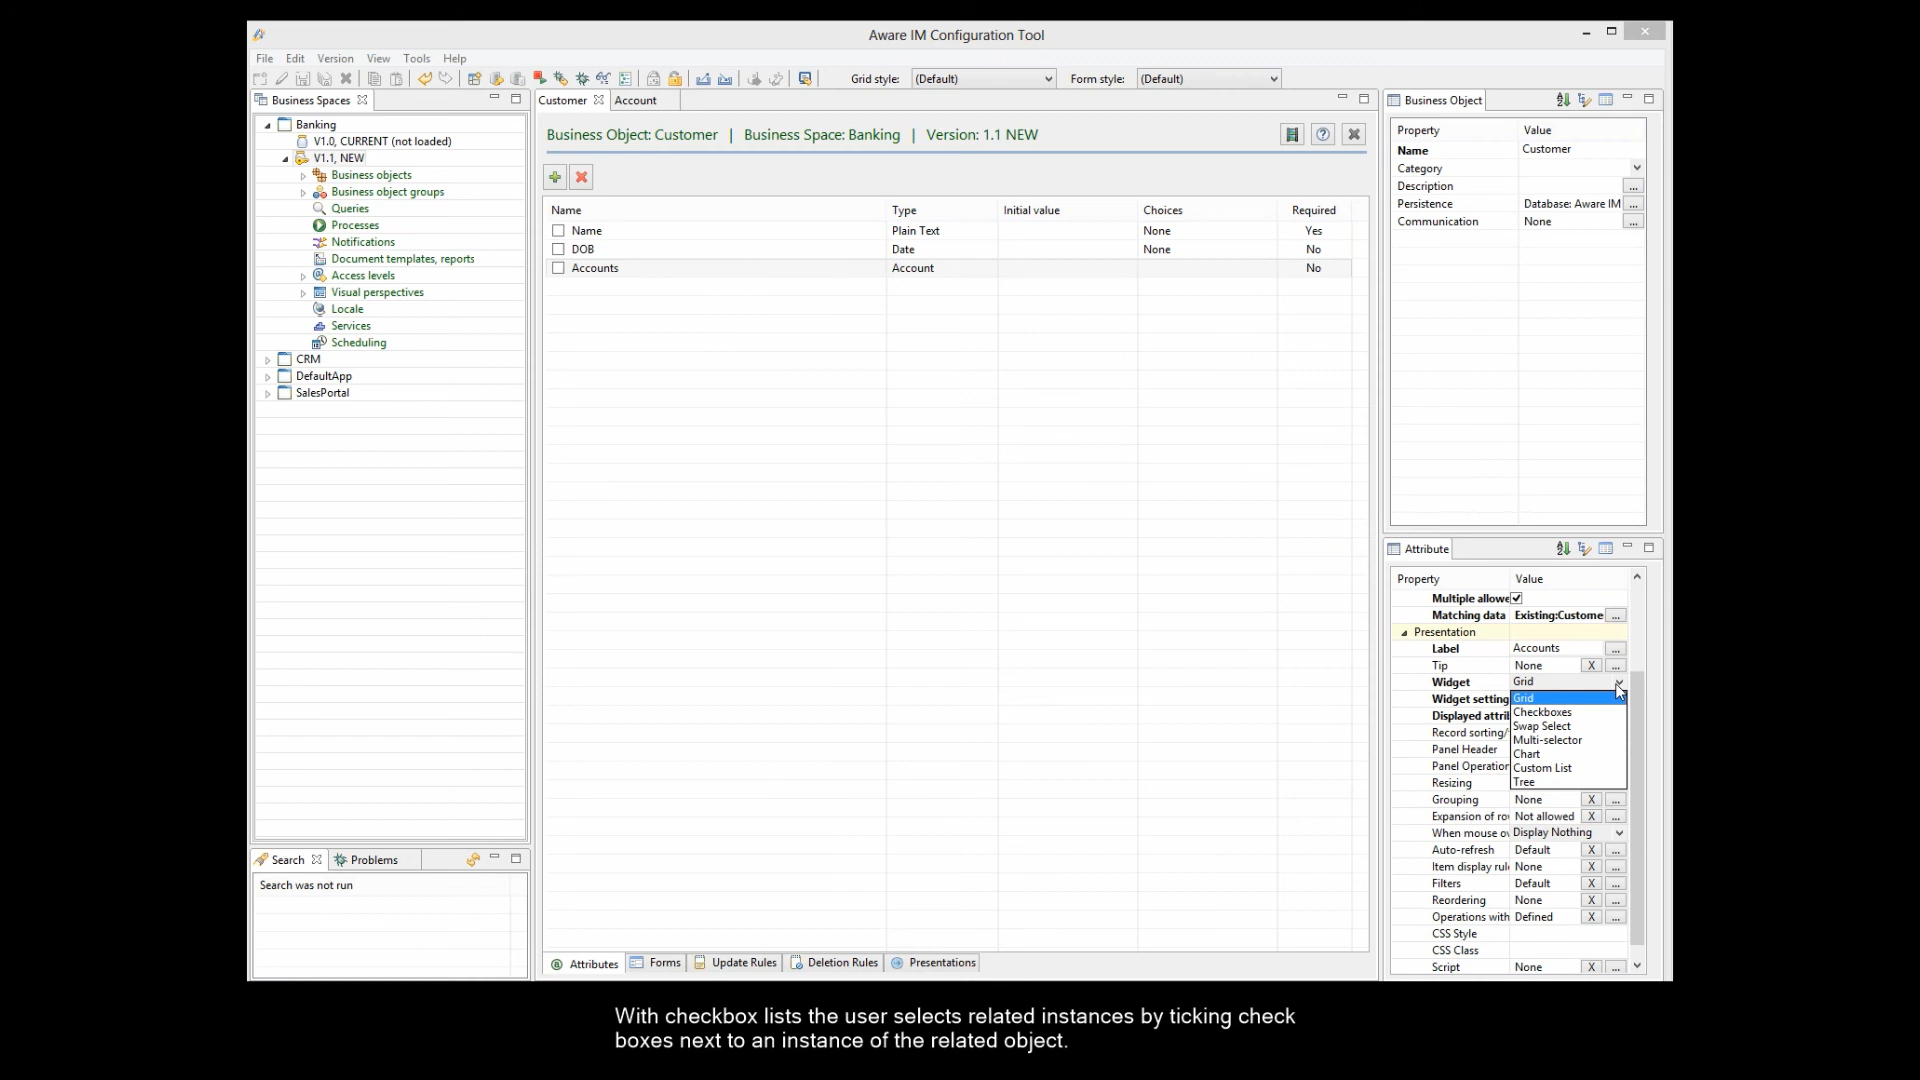 Aware IM Configuration Tool
File Edit Version View Tools Help
Grid style: (Default) Form style: (Default)
Business Spaces
Banking
V1.0, CURRENT (not loaded)
V1.1, NEW
Business objects
Business object groups
Queries
Processes
Notifications
Document templates, reports
Access levels
Visual perspectives
Locale
Services
Scheduling
CRM
DefaultApp
SalesPortal
Search Problems
Search was not run
Customer Account
Business Object: Customer | Business Space: Banking | Version: 1.1 NEW
Name Type Initial value Choices Required
Name Plain Text None Yes
DOB Date None No
Accounts Account No
Attributes Forms Update Rules Deletion Rules Presentations
Business Object
Property Value
Name Customer
Category
Description ...
Persistence Database: Aware IM ...
Communication None ...
Attribute
Property Value
Multiple allowe
Matching data Existing:Custome ...
Presentation
Label Accounts ...
Tip None X ...
Widget Grid
Widget setting Grid
Checkboxes
Displayed attri Swap Select
Record sorting/ Multi-selector
Panel Header Chart
Panel Operation Custom List
Resizing Tree
Grouping None X ...
Expansion of ro Not allowed X ...
When mouse ov Display Nothing
Auto-refresh Default X ...
Item display rul None X ...
Filters Default X ...
Reordering None X ...
Operations with Defined X ...
CSS Style
CSS Class
Script None X ...
With checkbox lists the user selects related instances by ticking check
boxes next to an instance of the related object.